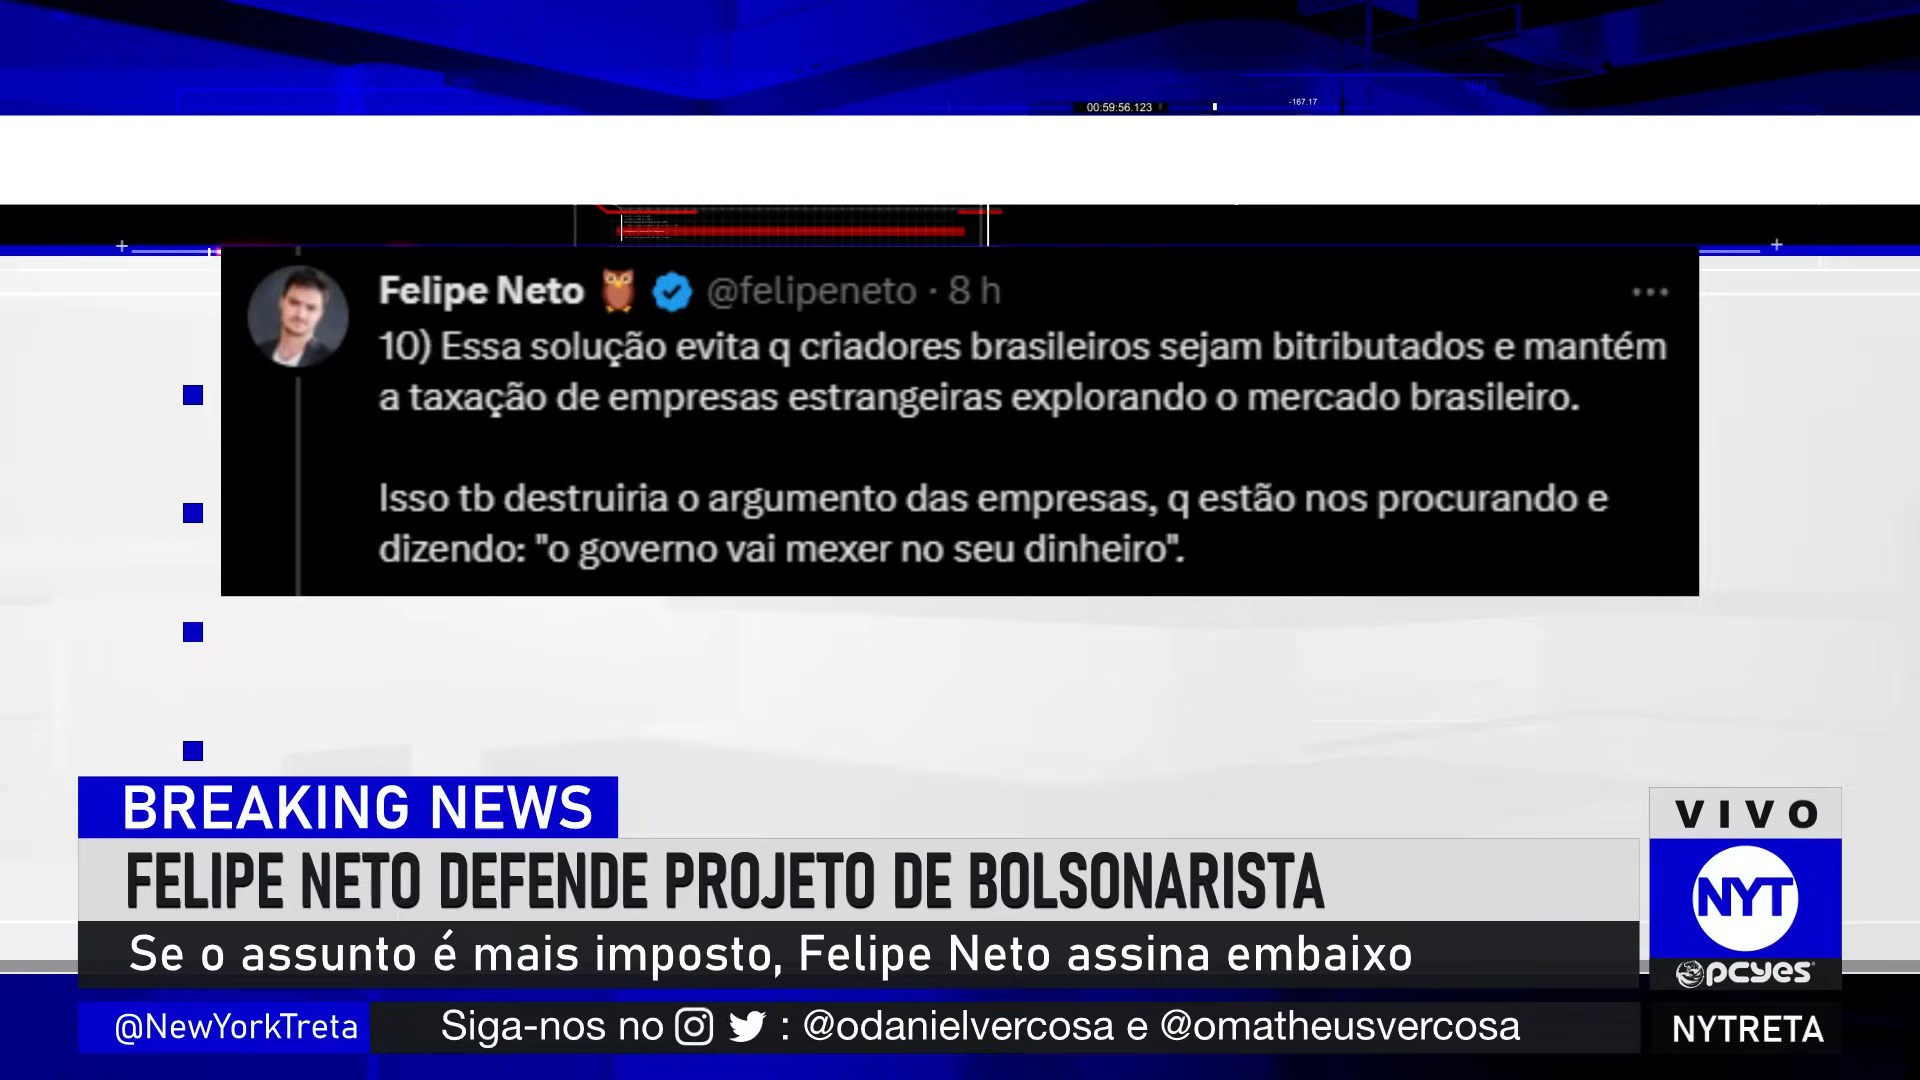 00:59:56.123
-167.17
Felipe Neto @felipeneto · 8 h
10) Essa solução evita q criadores brasileiros sejam bitributados e mantém
a taxação de empresas estrangeiras explorando o mercado brasileiro.
Isso tb destruiria o argumento das empresas, q estão nos procurando e
dizendo: "o governo vai mexer no seu dinheiro".
BREAKING NEWS
FELIPE NETO DEFENDE PROJETO DE BOLSONARISTA
Se o assunto é mais imposto, Felipe Neto assina embaixo
VIVO
NYT
pcyes
@NewYorkTreta
Siga-nos no : @odanielvercosa e @omatheusvercosa
NYTRETA